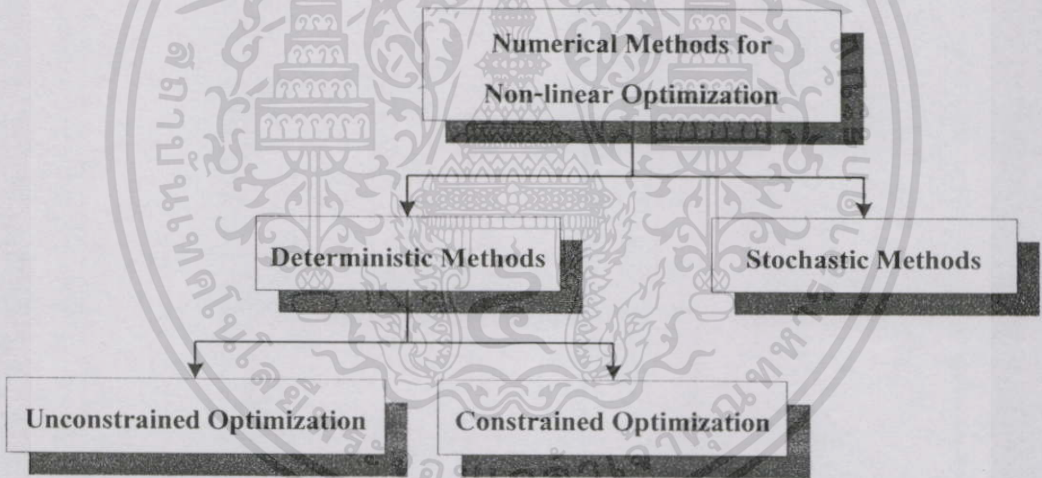 Numerical Methods for
Non-linear Optimization
Deterministic Methods
Stochastic Methods
Unconstrained Optimization
Constrained Optimization